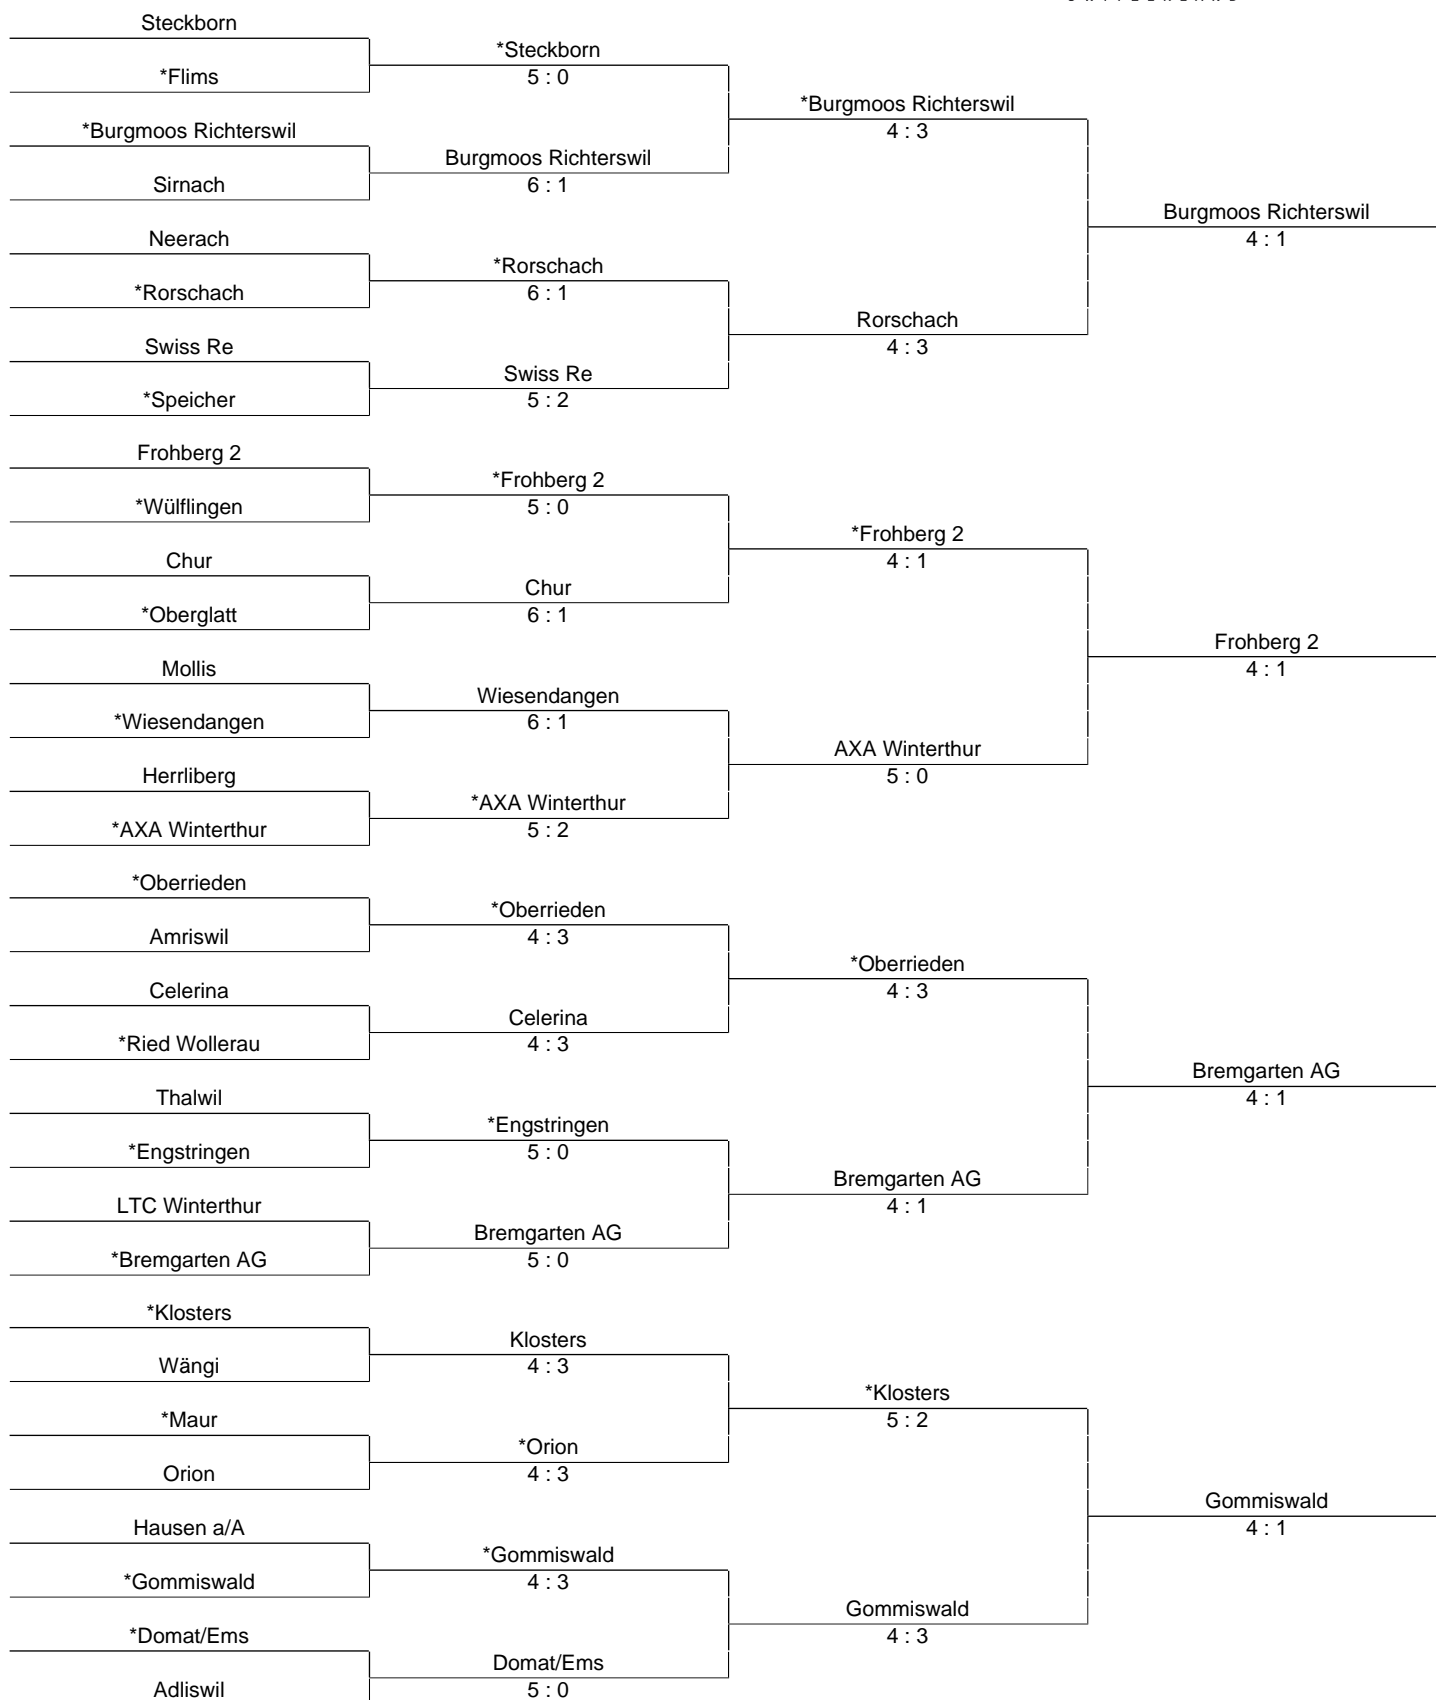 Steckborn
*Flims
*Burgmoos Richterswil
Sirnach
Neerach
*Rorschach
Swiss Re
*Speicher
Frohberg 2
*Wülflingen
Chur
*Oberglatt
Mollis
*Wiesendangen
Herrliberg
*AXA Winterthur
*Oberrieden
Amriswil
Celerina
*Ried Wollerau
Thalwil
*Engstringen
LTC Winterthur
*Bremgarten AG
*Klosters
Wängi
*Maur
Orion
Hausen a/A
*Gommiswald
*Domat/Ems
Adliswil
*Steckborn
5 : 0
Burgmoos Richterswil
6 : 1
*Rorschach
6 : 1
Swiss Re
5 : 2
*Frohberg 2
5 : 0
Chur
6 : 1
Wiesendangen
6 : 1
*AXA Winterthur
5 : 2
*Oberrieden
4 : 3
Celerina
4 : 3
*Engstringen
5 : 0
Bremgarten AG
5 : 0
Klosters
4 : 3
*Orion
4 : 3
*Gommiswald
4 : 3
Domat/Ems
5 : 0
*Burgmoos Richterswil
4 : 3
Rorschach
4 : 3
*Frohberg 2
4 : 1
AXA Winterthur
5 : 0
*Oberrieden
4 : 3
Bremgarten AG
4 : 1
*Klosters
5 : 2
Gommiswald
4 : 3
Burgmoos Richterswil
4 : 1
Frohberg 2
4 : 1
Bremgarten AG
4 : 1
Gommiswald
4 : 1